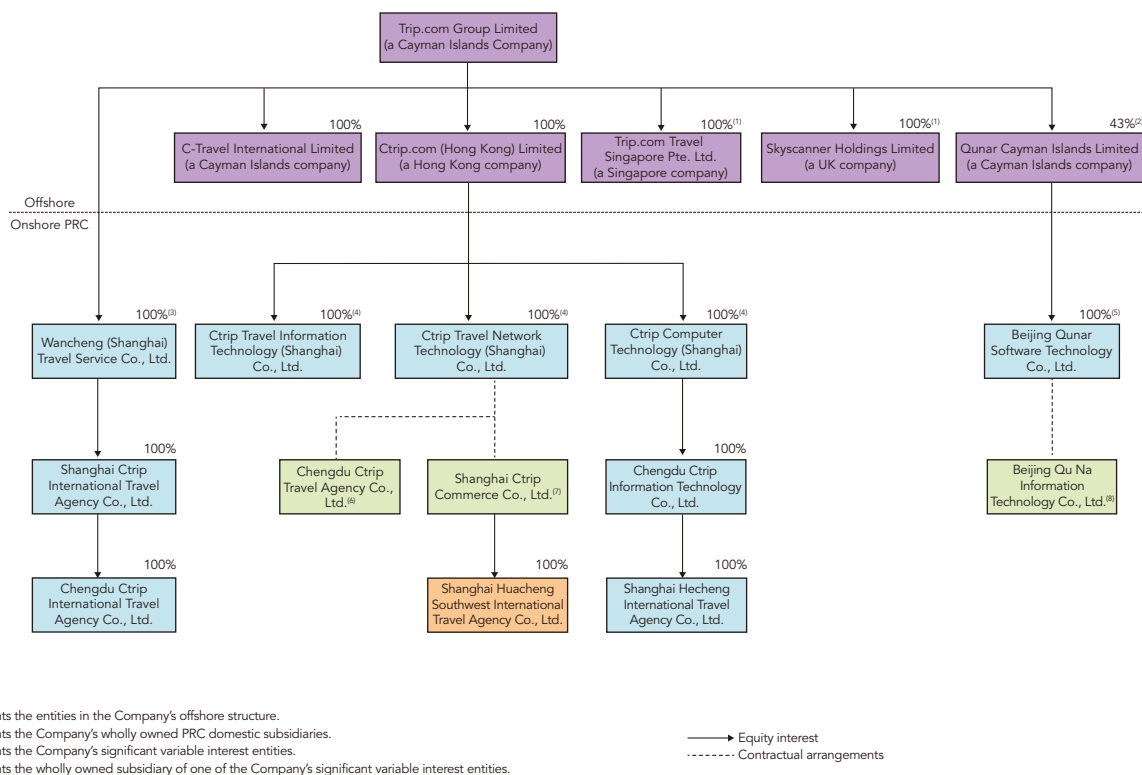 Trip.com Group Limited
(a Cayman Islands Company)
100%
100%
100%(1)
100%(1)
43%(2)
C-Travel International Limited
(a Cayman Islands company)
Ctrip.com (Hong Kong) Limited
(a Hong Kong company)
Trip.com Travel
Singapore Pte. Ltd.
(a Singapore company)
Skyscanner Holdings Limited
(a UK company)
Qunar Cayman Islands Limited
(a Cayman Islands company)
Offshore
Onshore PRC
100%(3)
100%(4)
100%(4)
100%(4)
100%(5)
Wancheng (Shanghai)
Travel Service Co., Ltd.
Ctrip Travel Information
Technology (Shanghai)
Co., Ltd.
Ctrip Travel Network
Technology (Shanghai)
Co., Ltd.
Ctrip Computer
Technology (Shanghai)
Co., Ltd.
Beijing Qunar
Software Technology
Co., Ltd.
100%
100%
Shanghai Ctrip
International Travel
Agency Co., Ltd.
Chengdu Ctrip
Travel Agency Co.,
Ltd.(6)
Shanghai Ctrip
Commerce Co., Ltd.(7)
Chengdu Ctrip
Information Technology
Co., Ltd.
Beijing Qu Na
Information
Technology Co., Ltd.(8)
100%
100%
100%
Chengdu Ctrip
International Travel
Agency Co., Ltd.
Shanghai Huacheng
Southwest International
Travel Agency Co., Ltd.
Shanghai Hecheng
International Travel
Agency Co., Ltd.
nts the entities in the Company's offshore structure.
nts the Company's wholly owned PRC domestic subsidiaries.
nts the Company's significant variable interest entities.
nts the wholly owned subsidiary of one of the Company's significant variable interest entities.
Equity interest
Contractual arrangements